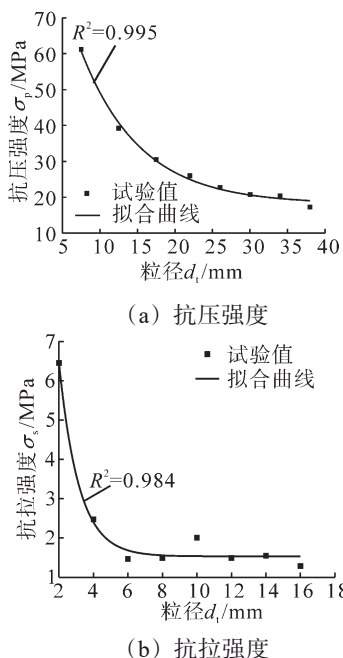 70
60
50
40
30
20
10
抗压强度σp/MPa
R²=0.995
试验值
拟合曲线
5 10 15 20 25 30 35 40
粒径dt/mm
（a）抗压强度
7
6
5
4
3
2
1
抗拉强度σs/MPa
试验值
拟合曲线
R²=0.984
2 4 6 8 10 12 14 16 18
粒径dt/mm
（b）抗拉强度